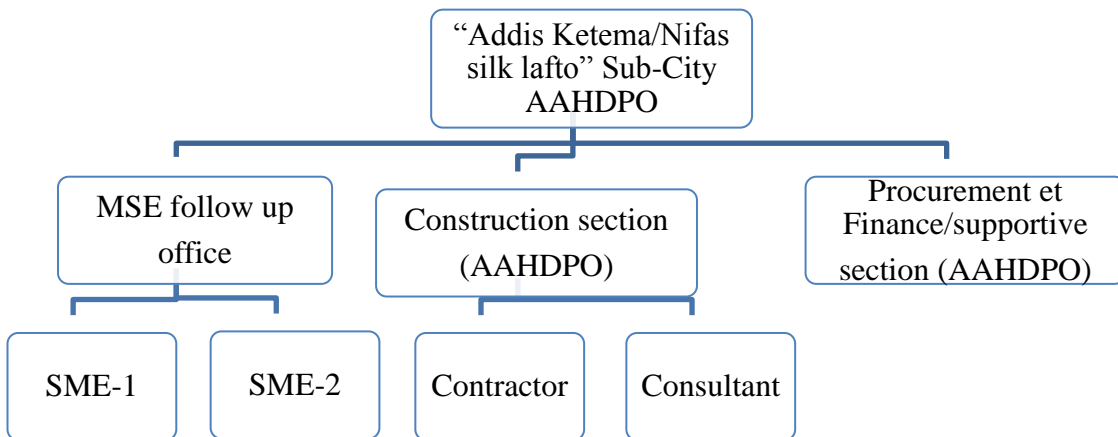 “Addis Ketema/Nifas
silk lafto” Sub-City
AAHDPO
MSE follow up
office
Construction section
(AAHDPO)
Procurement et
Finance/supportive
section (AAHDPO)
SME-1
SME-2
Contractor
Consultant